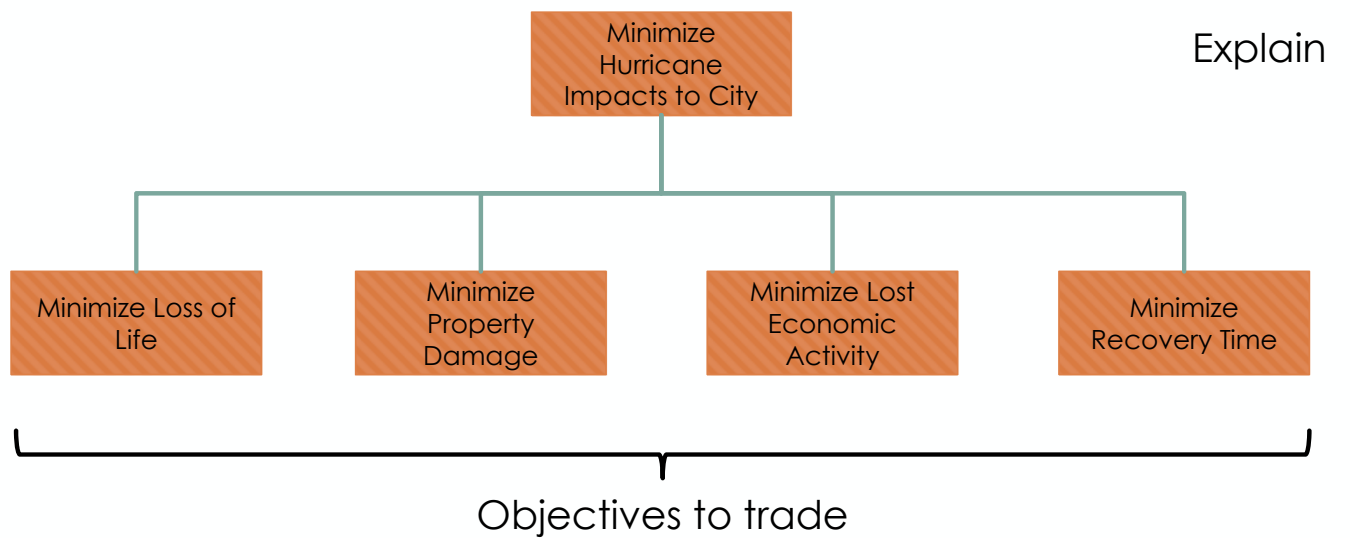 Minimize
Hurricane
Impacts to City
Explain
Minimize Loss of
Life
Minimize
Property
Damage
Minimize Lost
Economic
Activity
Minimize
Recovery Time
Objectives to trade